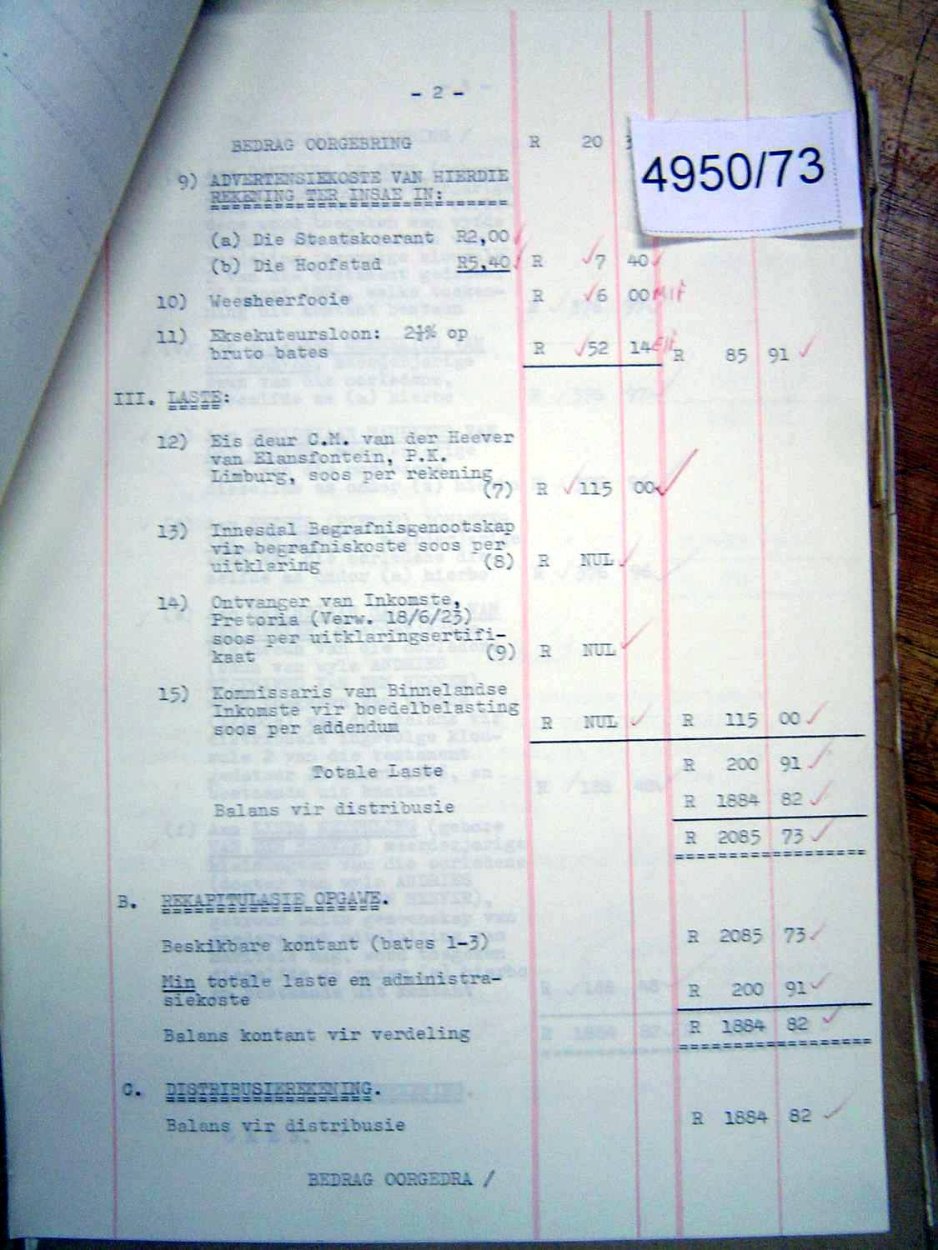 - 2 -
BEDRAG OORGEBRING R 20
4950/73
9) ADVERTENSIEKOSTE VAN HIERDIE
REKENING TER INSAE IN:
(a) Die Staatskoerant R2,00
(b) Die Hoofstad R5,40 R 7 40
10) Weesheerfooie R 6 00
11) Eksekuteursloon: 2½% op
bruto bates R 52 14 R 85 91
III. LASTE:
12) Eis deur C.M. van der Heever
van Elansfontein, P.K.
Limburg, soos per rekening
(7) R 115 00
13) Innesdal Begrafnisgenootskap
vir begrafniskoste soos per
uitklaring (8) R NUL
14) Ontvanger van Inkomste,
Pretoria (Verw. 18/6/23)
soos per uitklaringsertifi-
kaat (9) R NUL
15) Kommissaris van Binnelandse
Inkomste vir boedelbelasting
soos per addendum R NUL R 115 00
Totale Laste R 200 91
Balans vir distribusie R 1884 82
R 2085 73
B. REKAPITULASIE OPGAWE.
Beskikbare kontant (bates 1-3) R 2085 73
Min totale laste en administra-
siekoste R 200 91
Balans kontant vir verdeling R 1884 82
C. DISTRIBUSIEREKENING.
Balans vir distribusie R 1884 82
BEDRAG OORGEDRA /